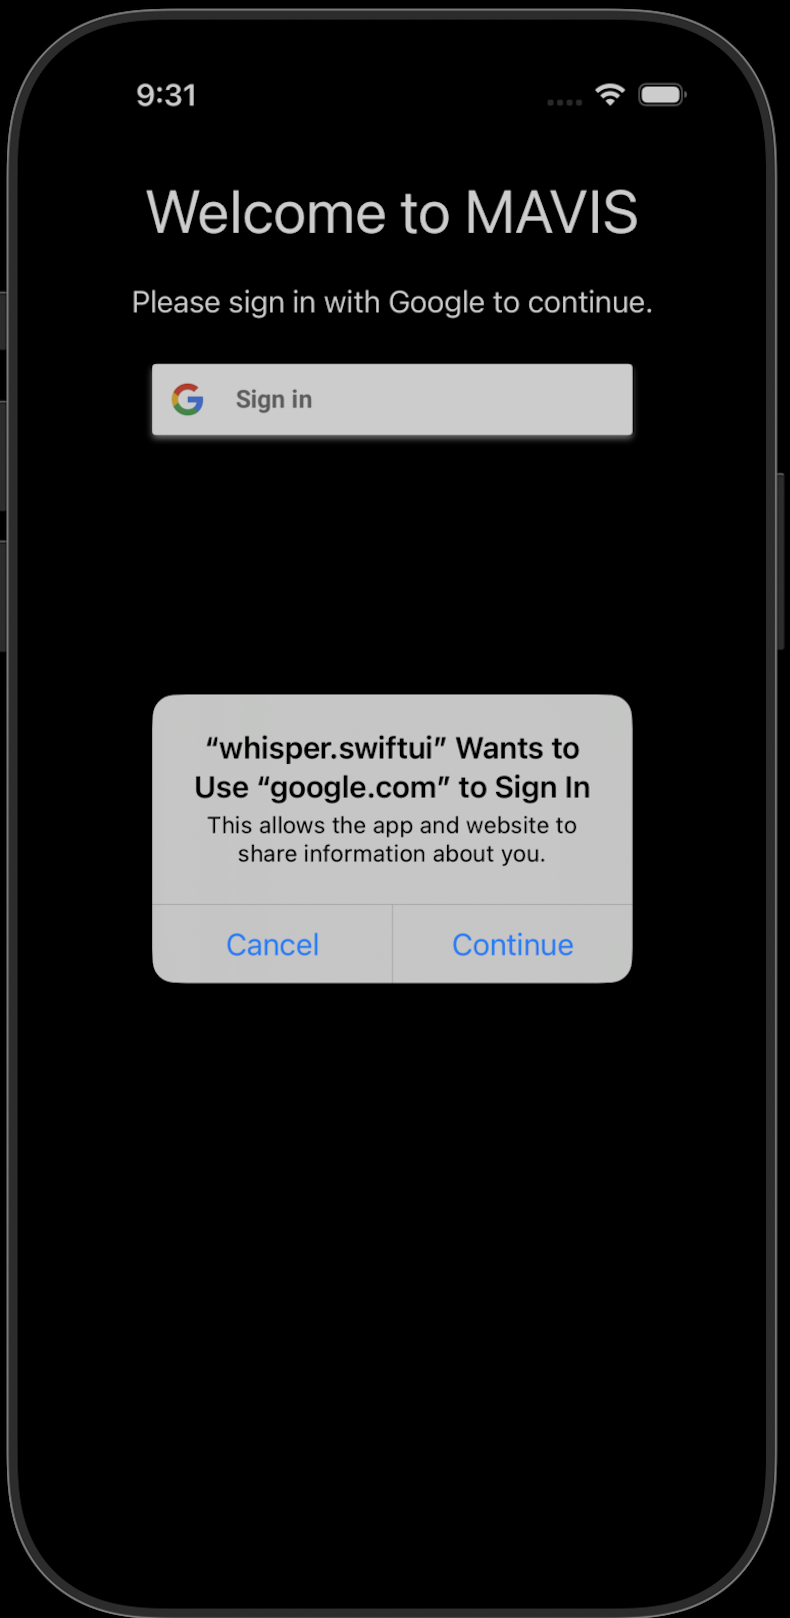 9:31
Welcome to MAVIS
Please sign in with Google to continue.
Sign in
“whisper.swiftui” Wants to
Use “google.com” to Sign In
This allows the app and website to
share information about you.
Cancel
Continue